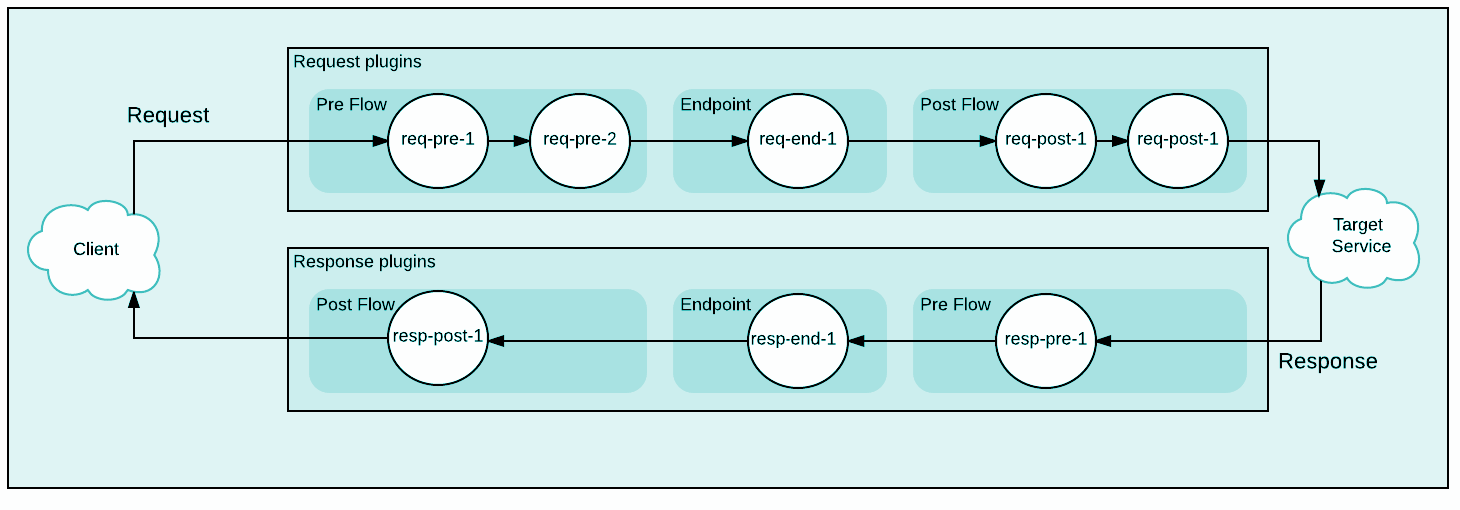 Request plugins
Pre Flow
Endpoint
Post Flow
Request
req-pre-1
req-pre-2
req-end-1
req-post-1
req-post-1
Client
Target
Service
Response plugins
Post Flow
Endpoint
Pre Flow
resp-post-1
resp-end-1
resp-pre-1
Response